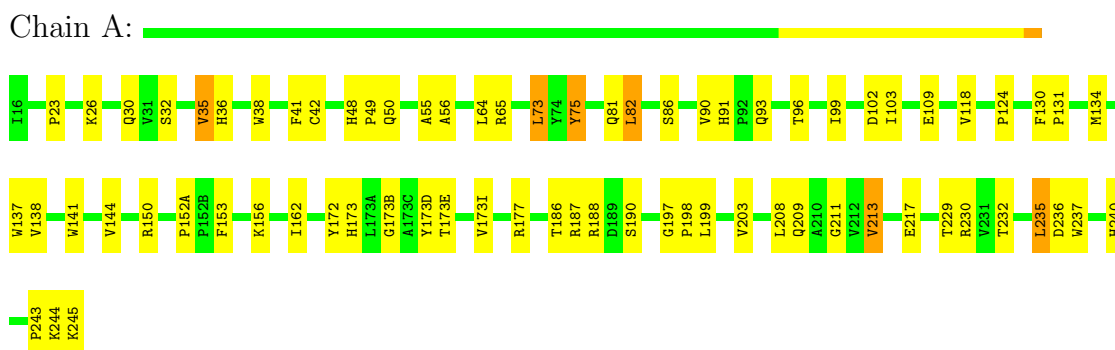 Chain A:
I16 P23 K26 Q30 V31 S32 V35 H36 W38 F41 C42 H48 P49 Q50 A55 A56 L64 R65 L73 Y74 Y75 Q81 L82 S86 V90 H91 P92 Q93 T96 I99 D102 I103 E109 V118 P124 F130 P131 M134
W137 V138 W141 V144 R150 P152A P152B F153 K156 I162 Y172 H173 L173A G173B A173C Y173D T173E V173I R177 T186 R187 R188 D189 S190 G197 P198 L199 V203 L208 Q209 A210 G211 V212 V213 E217 T229 R230 V231 T232 L235 D236 W237 H240
P243 K244 K245